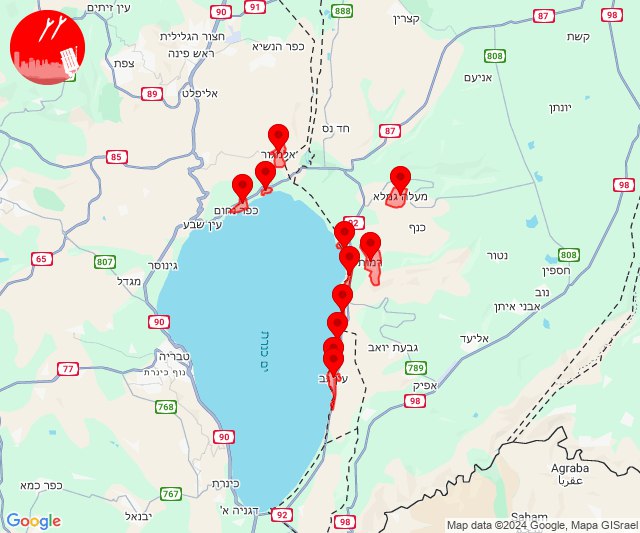 עין זיתים
90
888
87
קצרין
קשת
חצור הגלילית
כפר הנשיא
ראש פינה
צפת
91
808
אניעם
יונתן
89
אליפלט
חד נס
87
85
98
מעלה גמלא
כפר נחום
92
עין שבע
כנף
65
807
גינוסר
נטור
808
חספין
מגדל
נוב
אבני איתן
90
ים כנרת
אליעד
טבריה
גבעת יואב
77
נוף כינרת
789
אפיק
98
768
90
Agraba
عقربا
כינרת
כפר כמא
767
יבנאל
דגניה א'
92
98
Saham
Google
Map data ©2024 Google, Mapa GISrael